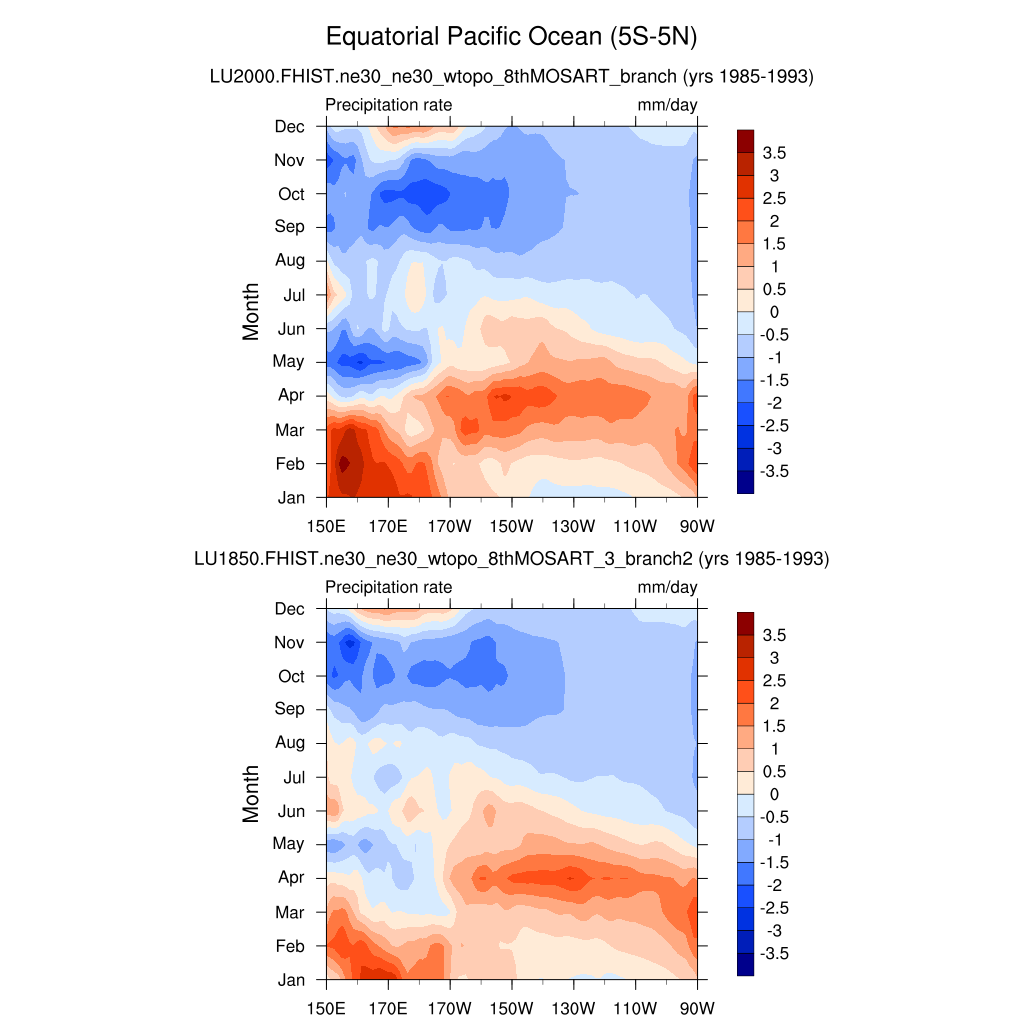 Equatorial Pacific Ocean (5S-5N)
LU2000.FHIST.ne30_ne30_wtopo_8thMOSART_branch (yrs 1985-1993)
Precipitation rate mm/day
Dec
Nov
Oct
Sep
Aug
Jul
Jun
May
Apr
Mar
Feb
Jan
Month
150E 170E 170W 150W 130W 110W 90W
3.5
3
2.5
2
1.5
1
0.5
0
-0.5
-1
-1.5
-2
-2.5
-3
-3.5
LU1850.FHIST.ne30_ne30_wtopo_8thMOSART_3_branch2 (yrs 1985-1993)
Precipitation rate mm/day
Dec
Nov
Oct
Sep
Aug
Jul
Jun
May
Apr
Mar
Feb
Jan
Month
150E 170E 170W 150W 130W 110W 90W
3.5
3
2.5
2
1.5
1
0.5
0
-0.5
-1
-1.5
-2
-2.5
-3
-3.5